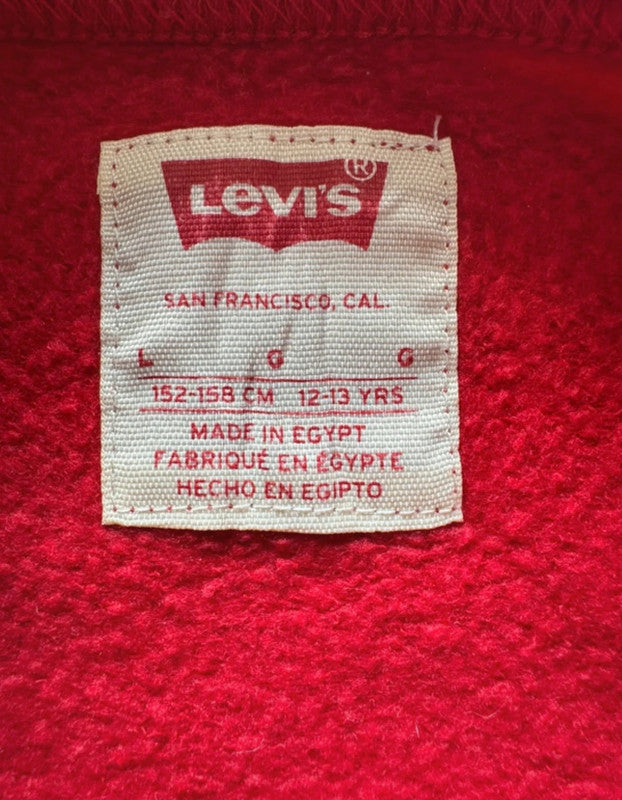 LEVI'S ®
SAN FRANCISCO, CAL.
L G G
152-158 CM 12-13 YRS
MADE IN EGYPT
FABRIQUÉ EN ÉGYPTE
HECHO EN EGIPTO